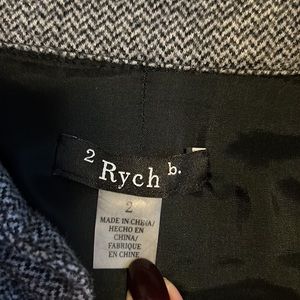 2 Rych b.
2
MADE IN CHINA/
HECHO EN
CHINA/
FABRIQUE
EN CHINE